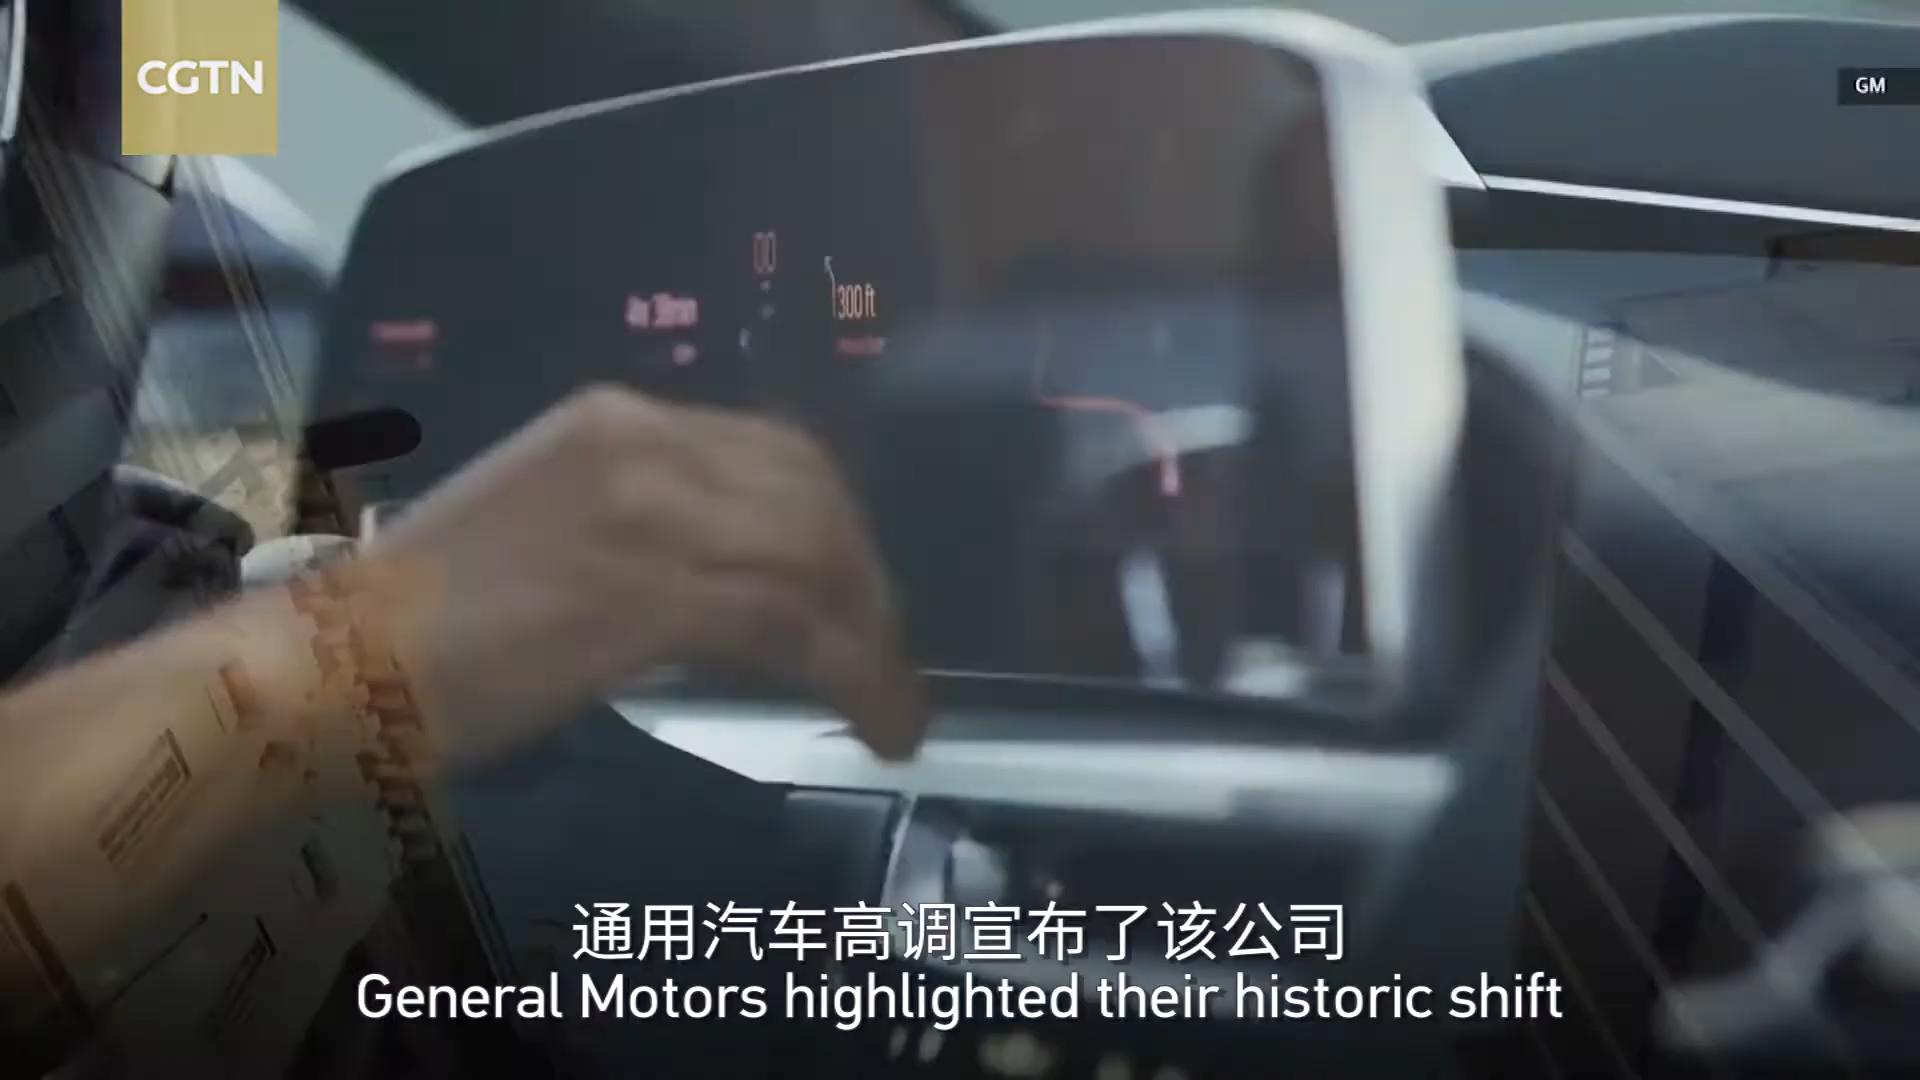 CGTN
GM
00
300 ft
通用汽车高调宣布了该公司
General Motors highlighted their historic shift